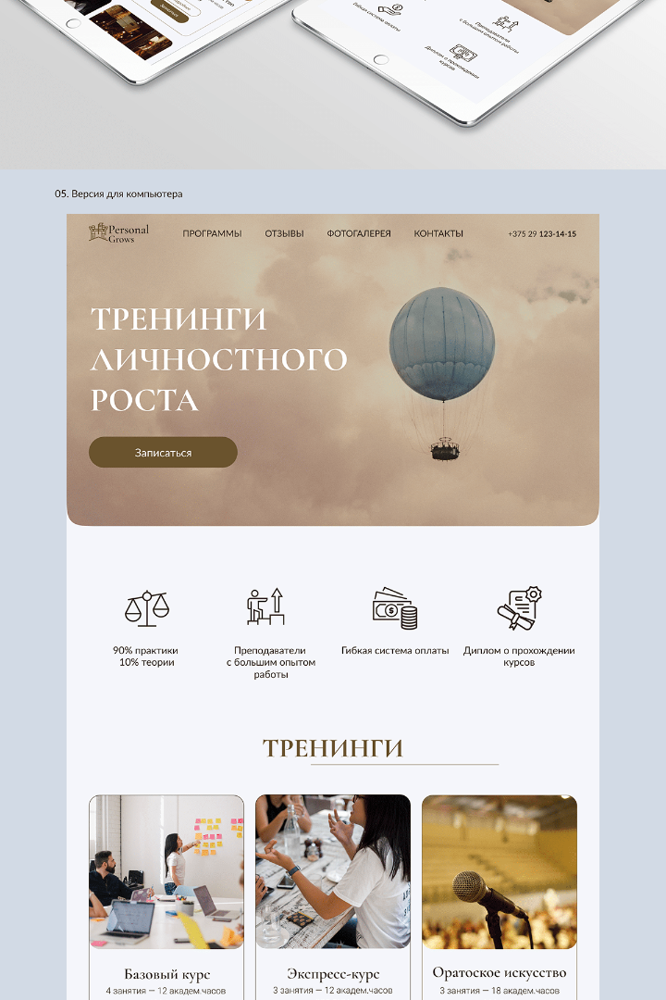 Гибкая система оплаты
Преподаватели
с большим опытом работы
Диплом о прохождении
курсов
05. Версия для компьютера
Personal
Grows
ПРОГРАММЫ
ОТЗЫВЫ
ФОТОГАЛЕРЕЯ
КОНТАКТЫ
+375 29 123-14-15
ТРЕНИНГИ
ЛИЧНОСТНОГО
РОСТА
Записаться
90% практики
10% теории
Преподаватели
с большим опытом
работы
Гибкая система оплаты
Диплом о прохождении
курсов
ТРЕНИНГИ
Базовый курс
4 занятия — 12 академ.часов
Экспресс-курс
3 занятия — 12 академ.часов
Ораторское искусство
3 занятия — 18 академ.часов